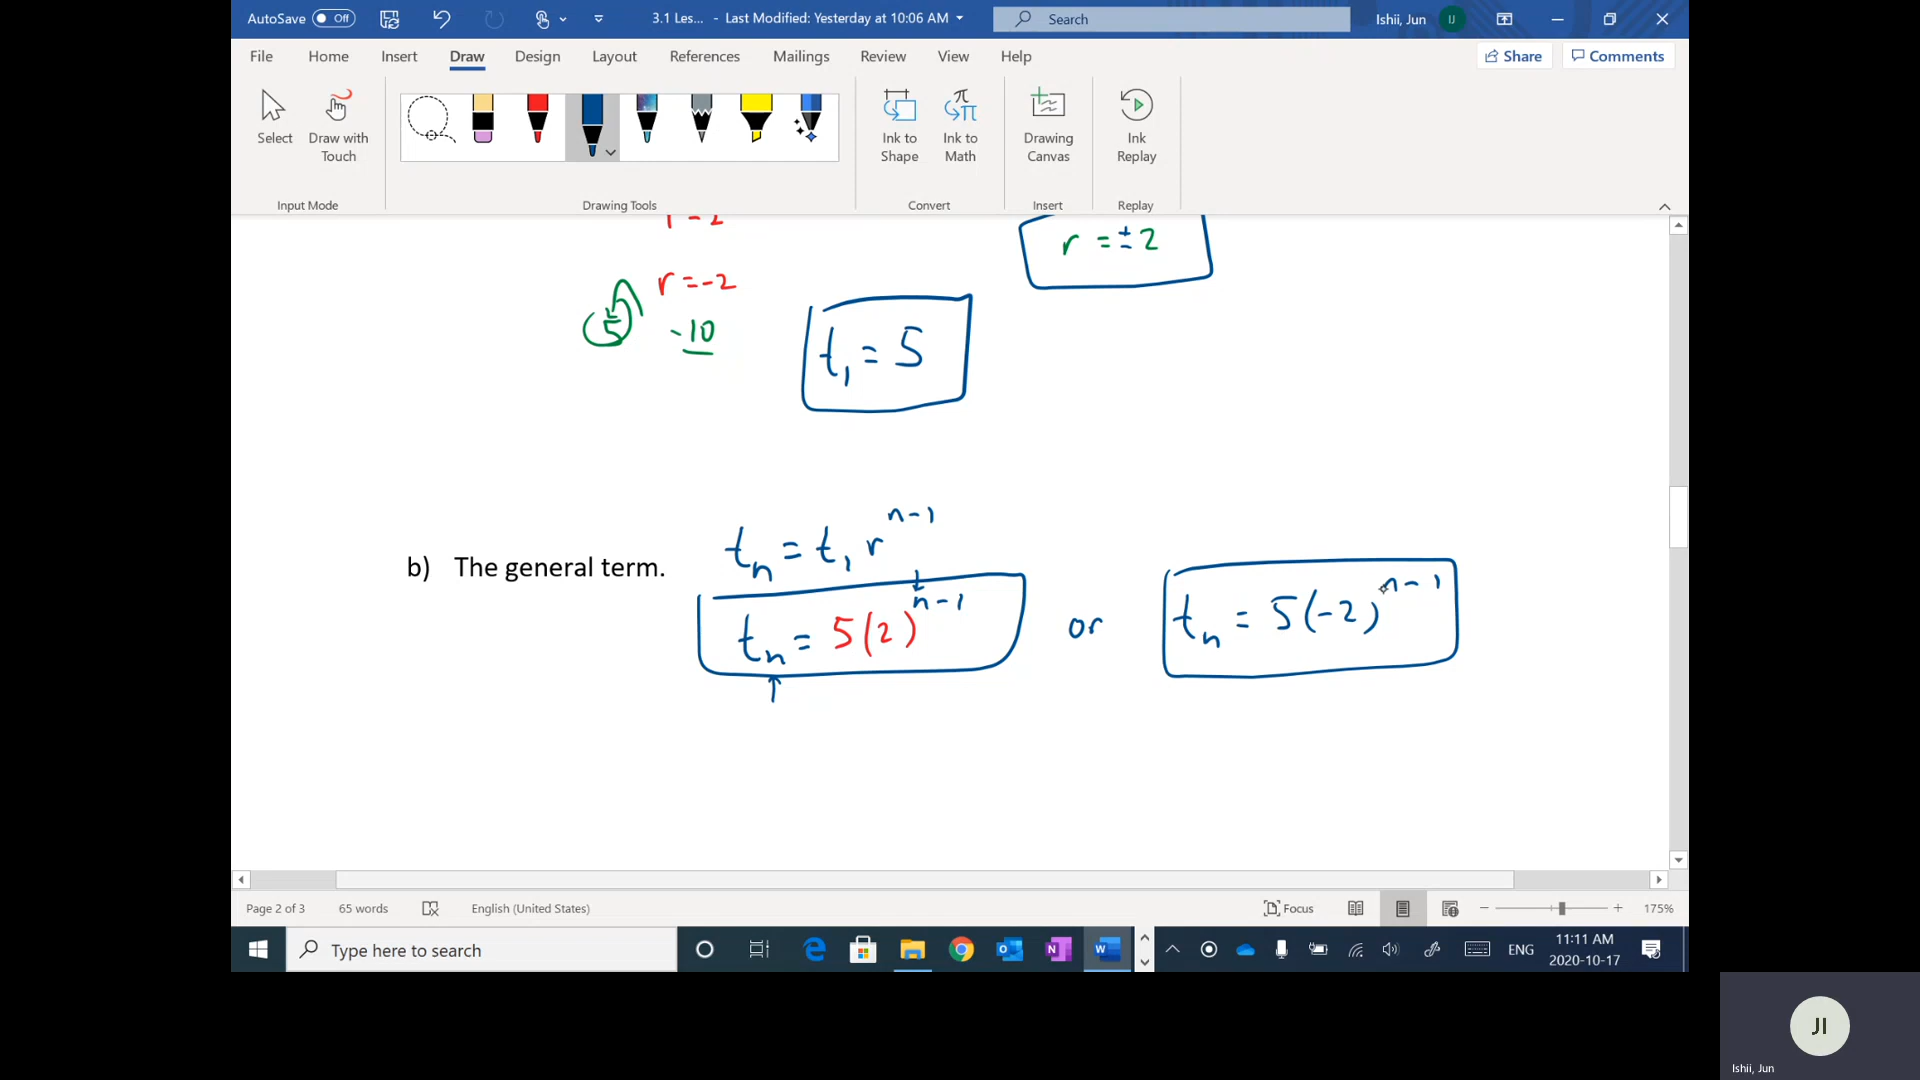 AutoSave Off 3.1 Les... - Last Modified: Yesterday at 10:06 AM Search Ishii, Jun IJ
File Home Insert Draw Design Layout References Mailings Review View Help Share Comments
Select
Draw with Touch
Ink to Shape
Ink to Math
Drawing Canvas
Ink Replay
Input Mode Drawing Tools Convert Insert Replay
r = ± 2
r = -2
5
-10
t₁ = 5
b) The general term.
tₙ = t₁ rⁿ⁻¹
tₙ = 5(2)ⁿ⁻¹ or tₙ = 5(-2)ⁿ⁻¹
Page 2 of 3 65 words English (United States) Focus 175%
Type here to search ENG 11:11 AM
2020-10-17
JI
Ishii, Jun